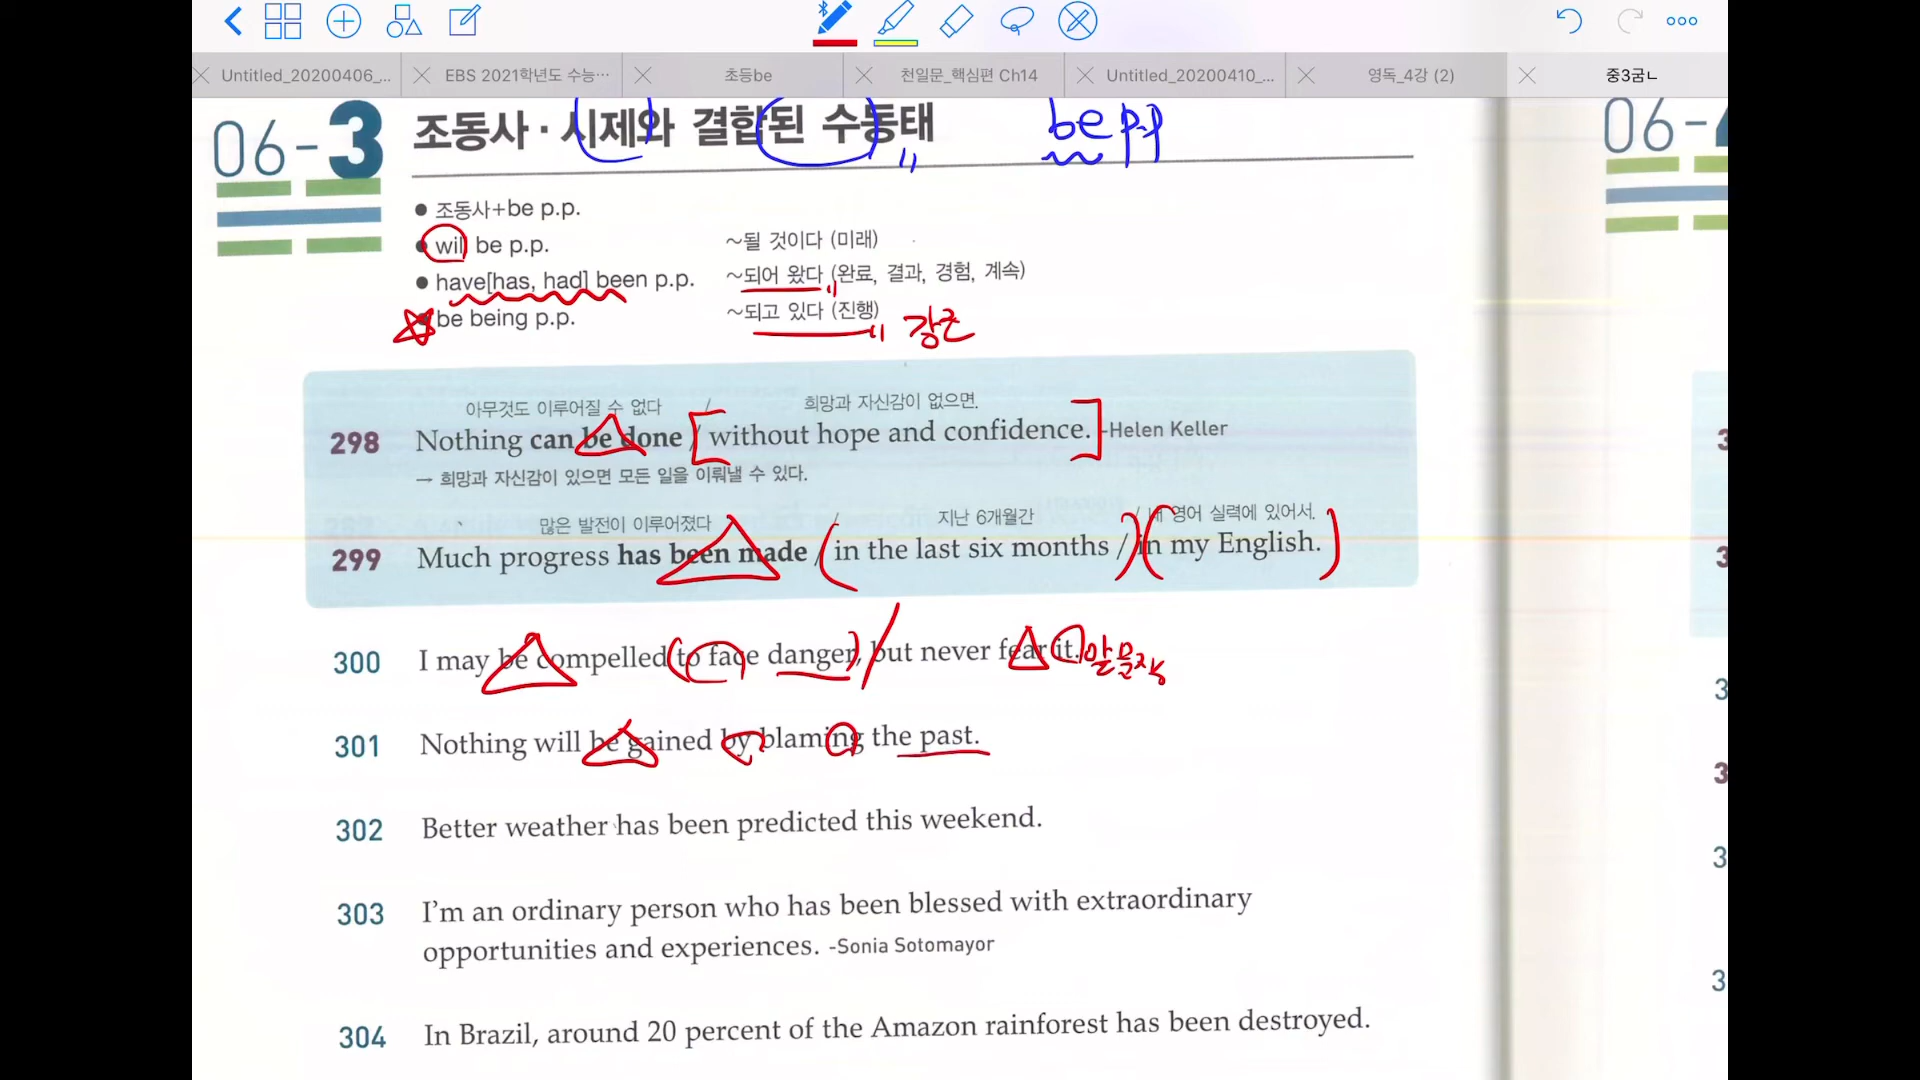 Untitled_20200406_...
EBS 2021학년도 수능...
초등be
천일문_핵심편 Ch14
Untitled_20200410_...
영독_4강 (2)
중3굼ㄴ
06-3 조동사 · 시제와 결합된 수동태 be p.p
06-
● 조동사+be p.p.
● will be p.p. ~될 것이다 (미래)
● have[has, had] been p.p. ~되어 왔다 (완료, 결과, 경험, 계속)
be being p.p. ~되고 있다 (진행) 강조
아무것도 이루어질 수 없다 / 희망과 자신감이 없으면.
298 Nothing can be done / without hope and confidence. -Helen Keller
→ 희망과 자신감이 있으면 모든 일을 이뤄낼 수 있다.
많은 발전이 이루어졌다 / 지난 6개월간 / 내 영어 실력에 있어서.
299 Much progress has been made / in the last six months / in my English.
300 I may be compelled to face danger, but never fear it.
301 Nothing will be gained by blaming the past.
302 Better weather has been predicted this weekend.
303 I'm an ordinary person who has been blessed with extraordinary
opportunities and experiences. -Sonia Sotomayor
304 In Brazil, around 20 percent of the Amazon rainforest has been destroyed.